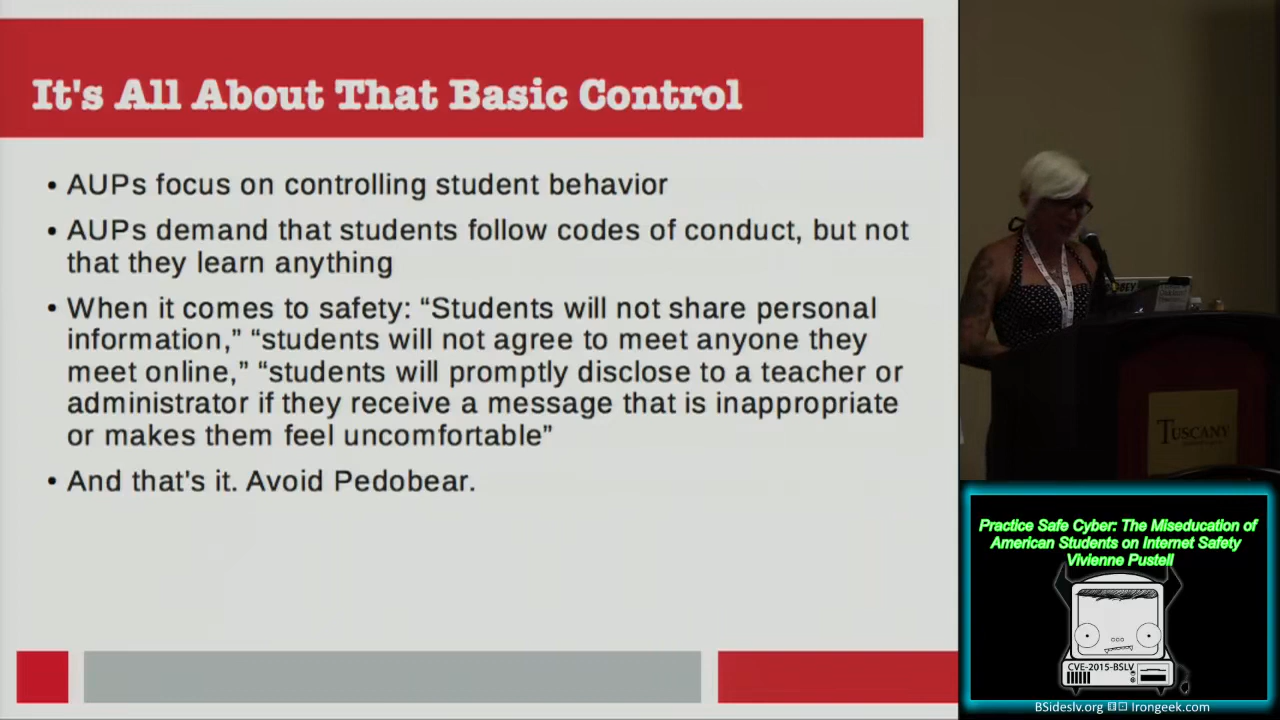 It's All About That Basic Control
• AUPs focus on controlling student behavior
• AUPs demand that students follow codes of conduct, but not
that they learn anything
• When it comes to safety: “Students will not share personal
information,” “students will not agree to meet anyone they
meet online,” “students will promptly disclose to a teacher or
administrator if they receive a message that is inappropriate
or makes them feel uncomfortable”
• And that's it. Avoid Pedobear.
TUSCANY
Practice Safe Cyber: The Miseducation of
American Students on Internet Safety
Vivienne Pustell
CVE-2015-BSLV
BSideslv.org Irongeek.com